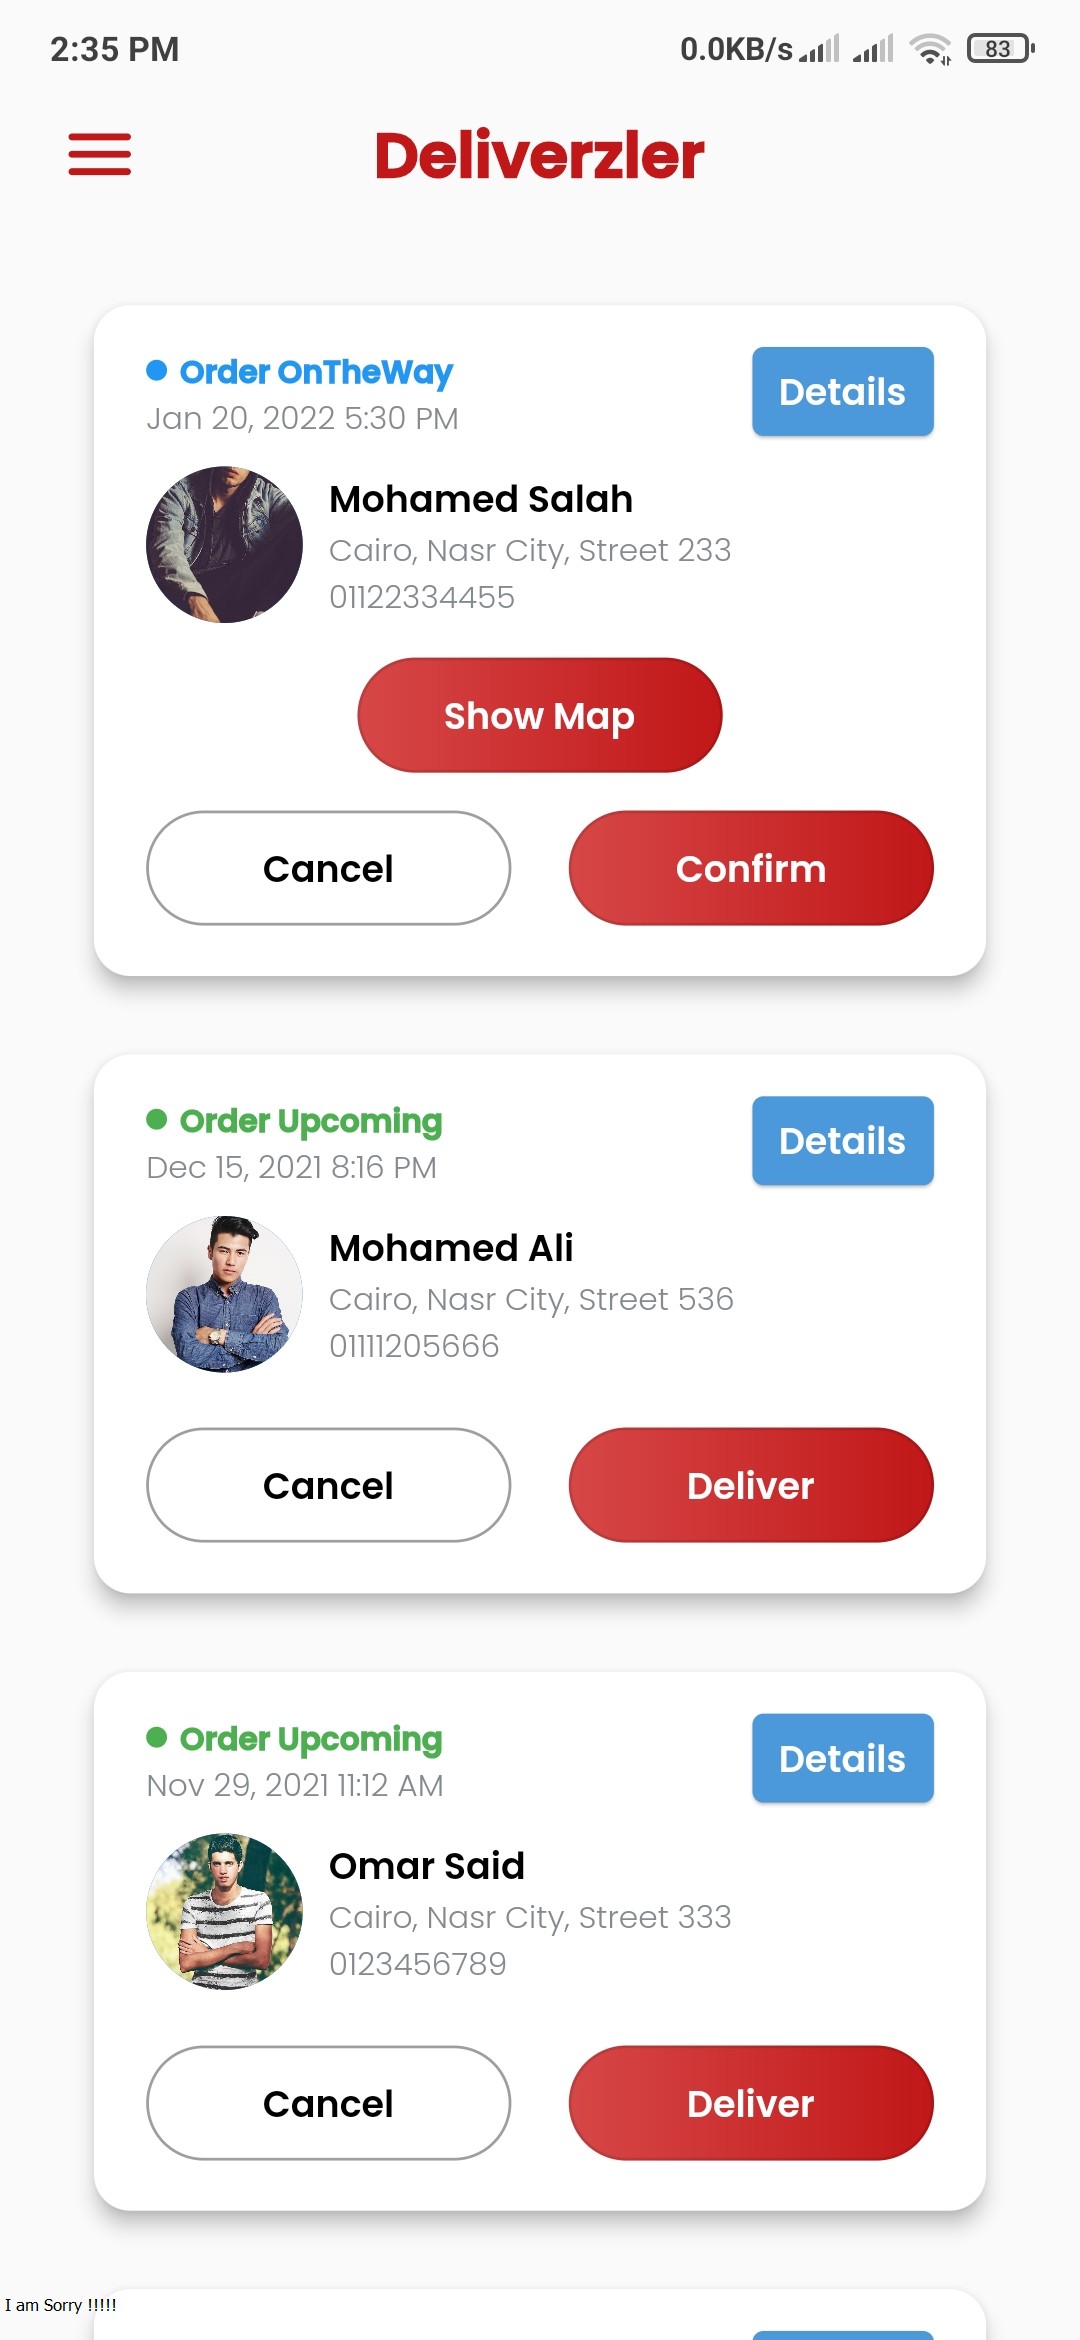 2:35 PM
0.0KB/s
83
Deliverzler
Order OnTheWay
Details
Jan 20, 2022 5:30 PM
Mohamed Salah
Cairo, Nasr City, Street 233
01122334455
Show Map
Cancel
Confirm
Order Upcoming
Details
Dec 15, 2021 8:16 PM
Mohamed Ali
Cairo, Nasr City, Street 536
01111205666
Cancel
Deliver
Order Upcoming
Details
Nov 29, 2021 11:12 AM
Omar Said
Cairo, Nasr City, Street 333
0123456789
Cancel
Deliver
I am Sorry !!!!!